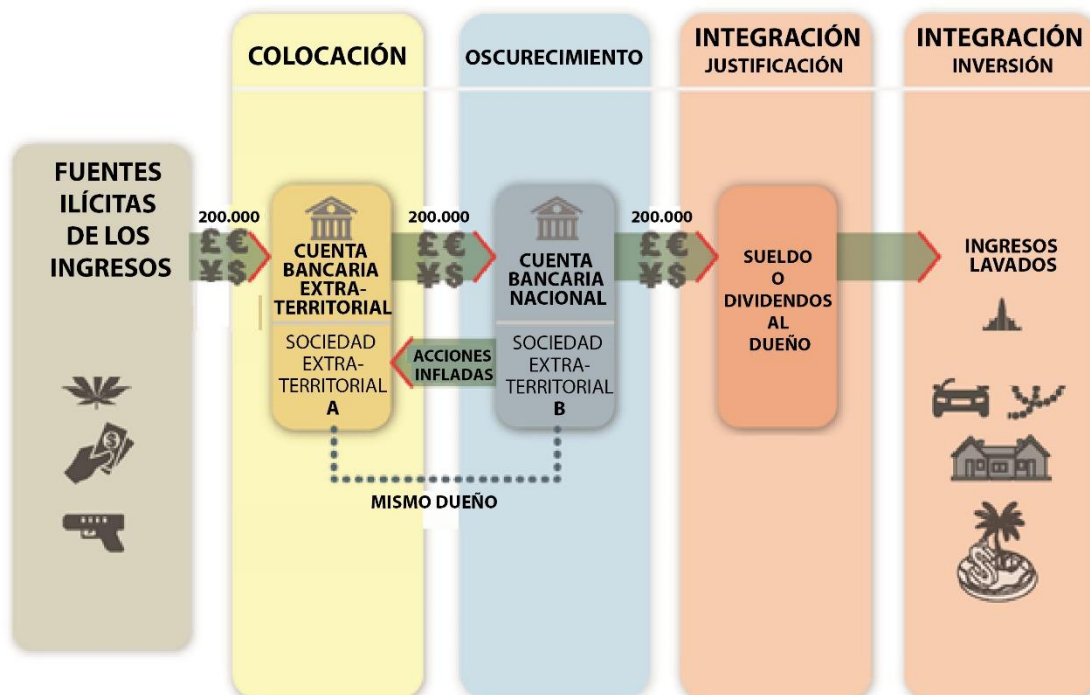 COLOCACIÓN
OSCURECIMIENTO
INTEGRACIÓN
JUSTIFICACIÓN
INTEGRACIÓN
INVERSIÓN
FUENTES
ILÍCITAS
DE LOS
INGRESOS
200.000
£ €
¥ $
CUENTA
BANCARIA
EXTRA-
TERRITORIAL
SOCIEDAD
EXTRA-
TERRITORIAL
A
200.000
£ €
¥ $
ACCIONES
INFLADAS
CUENTA
BANCARIA
NACIONAL
SOCIEDAD
EXTRA-
TERRITORIAL
B
MISMO DUEÑO
200.000
£ €
¥ $
SUELDO
O
DIVIDENDOS
AL
DUEÑO
INGRESOS
LAVADOS